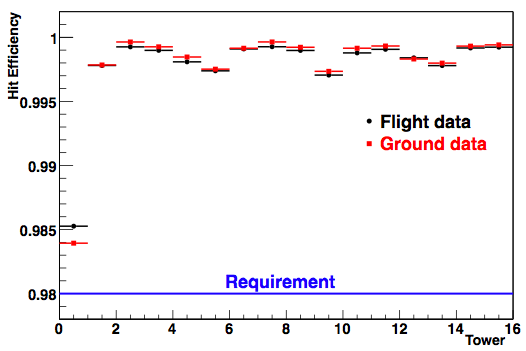 Hit Efficiency
1
0.995
0.99
0.985
0.98
Flight data
Ground data
Requirement
0 2 4 6 8 10 12 14 16
Tower